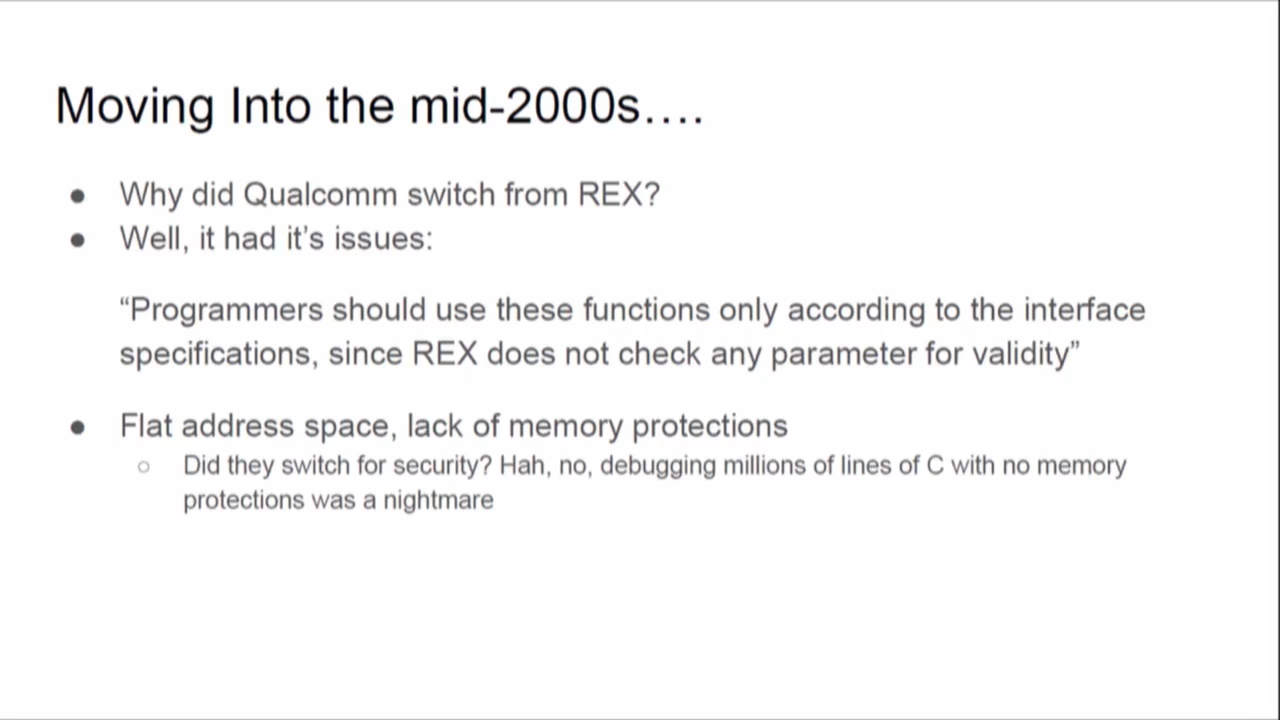 Moving Into the mid-2000s....
● Why did Qualcomm switch from REX?
● Well, it had it’s issues:
“Programmers should use these functions only according to the interface
specifications, since REX does not check any parameter for validity”
● Flat address space, lack of memory protections
○ Did they switch for security? Hah, no, debugging millions of lines of C with no memory
protections was a nightmare